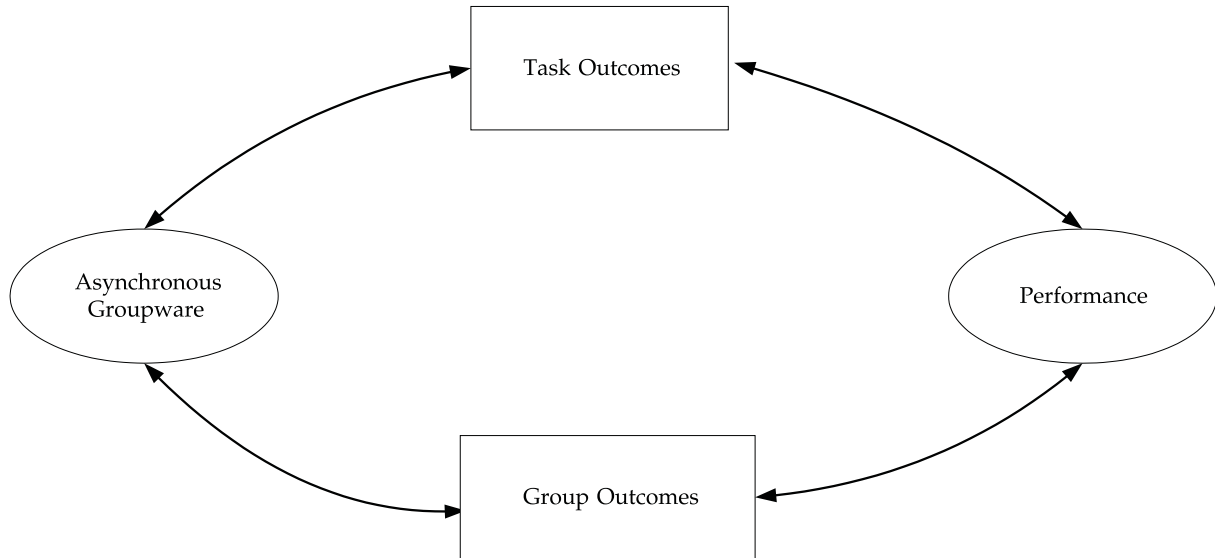 Task Outcomes
Asynchronous
Groupware
Performance
Group Outcomes